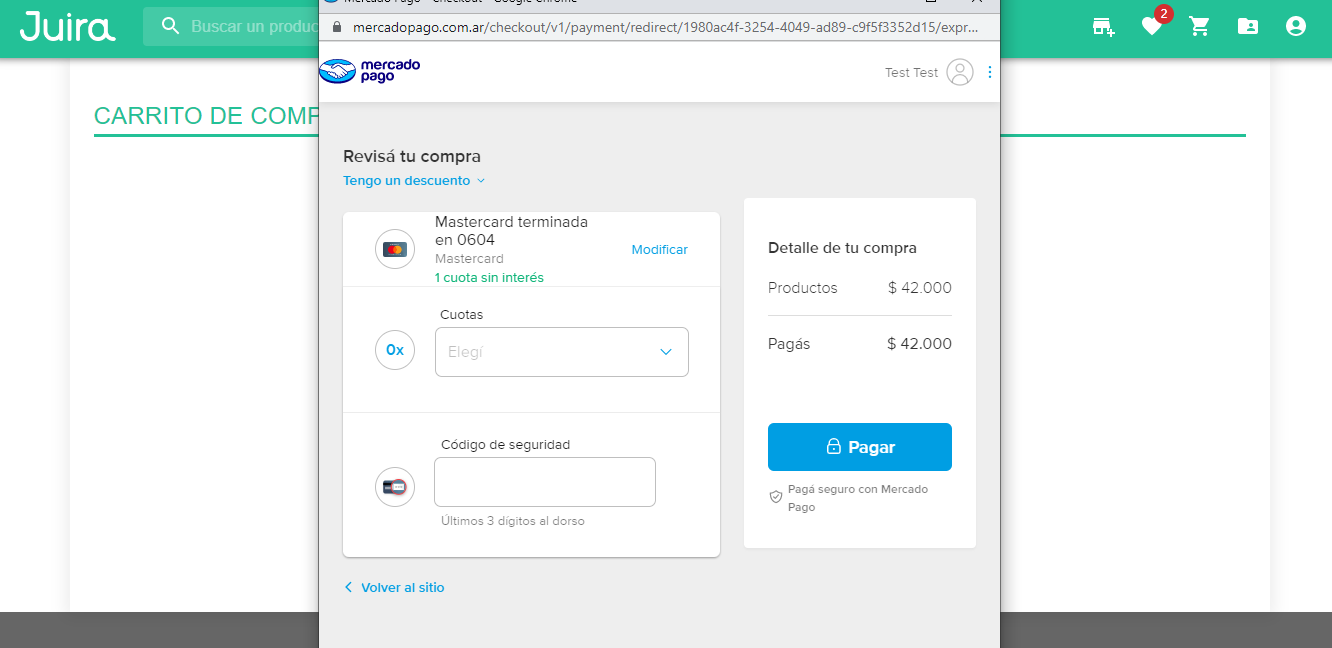 Juira
Buscar un produc
2
Mercado Pago - Checkout - Google Chrome
mercadopago.com.ar/checkout/v1/payment/redirect/1980ac4f-3254-4049-ad89-c9f5f3352d15/expr...
mercado
pago
Test Test
CARRITO DE COMP
Revisá tu compra
Tengo un descuento
Mastercard terminada
en 0604
Mastercard
1 cuota sin interés
Modificar
Cuotas
0x
Elegí
Código de seguridad
Últimos 3 dígitos al dorso
Volver al sitio
Detalle de tu compra
Productos $ 42.000
Pagás $ 42.000
Pagar
Pagá seguro con Mercado
Pago